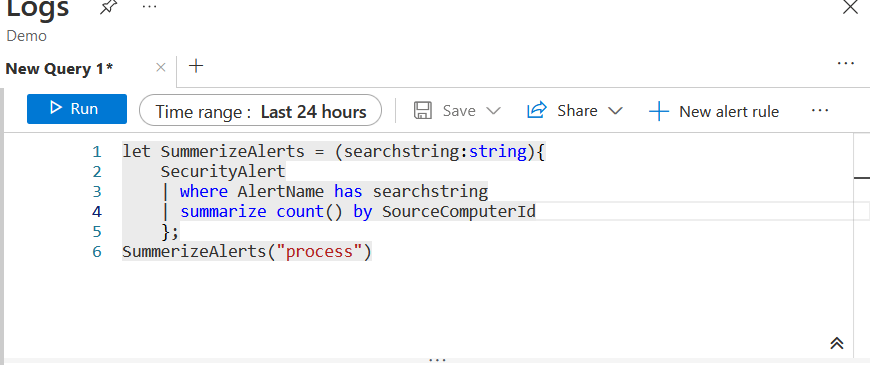 Logs
Demo
New Query 1*
Run
Time range : Last 24 hours
Save
Share
New alert rule
1 let SummerizeAlerts = (searchstring:string){
2 SecurityAlert
3 | where AlertName has searchstring
4 | summarize count() by SourceComputerId
5 };
6 SummerizeAlerts("process")